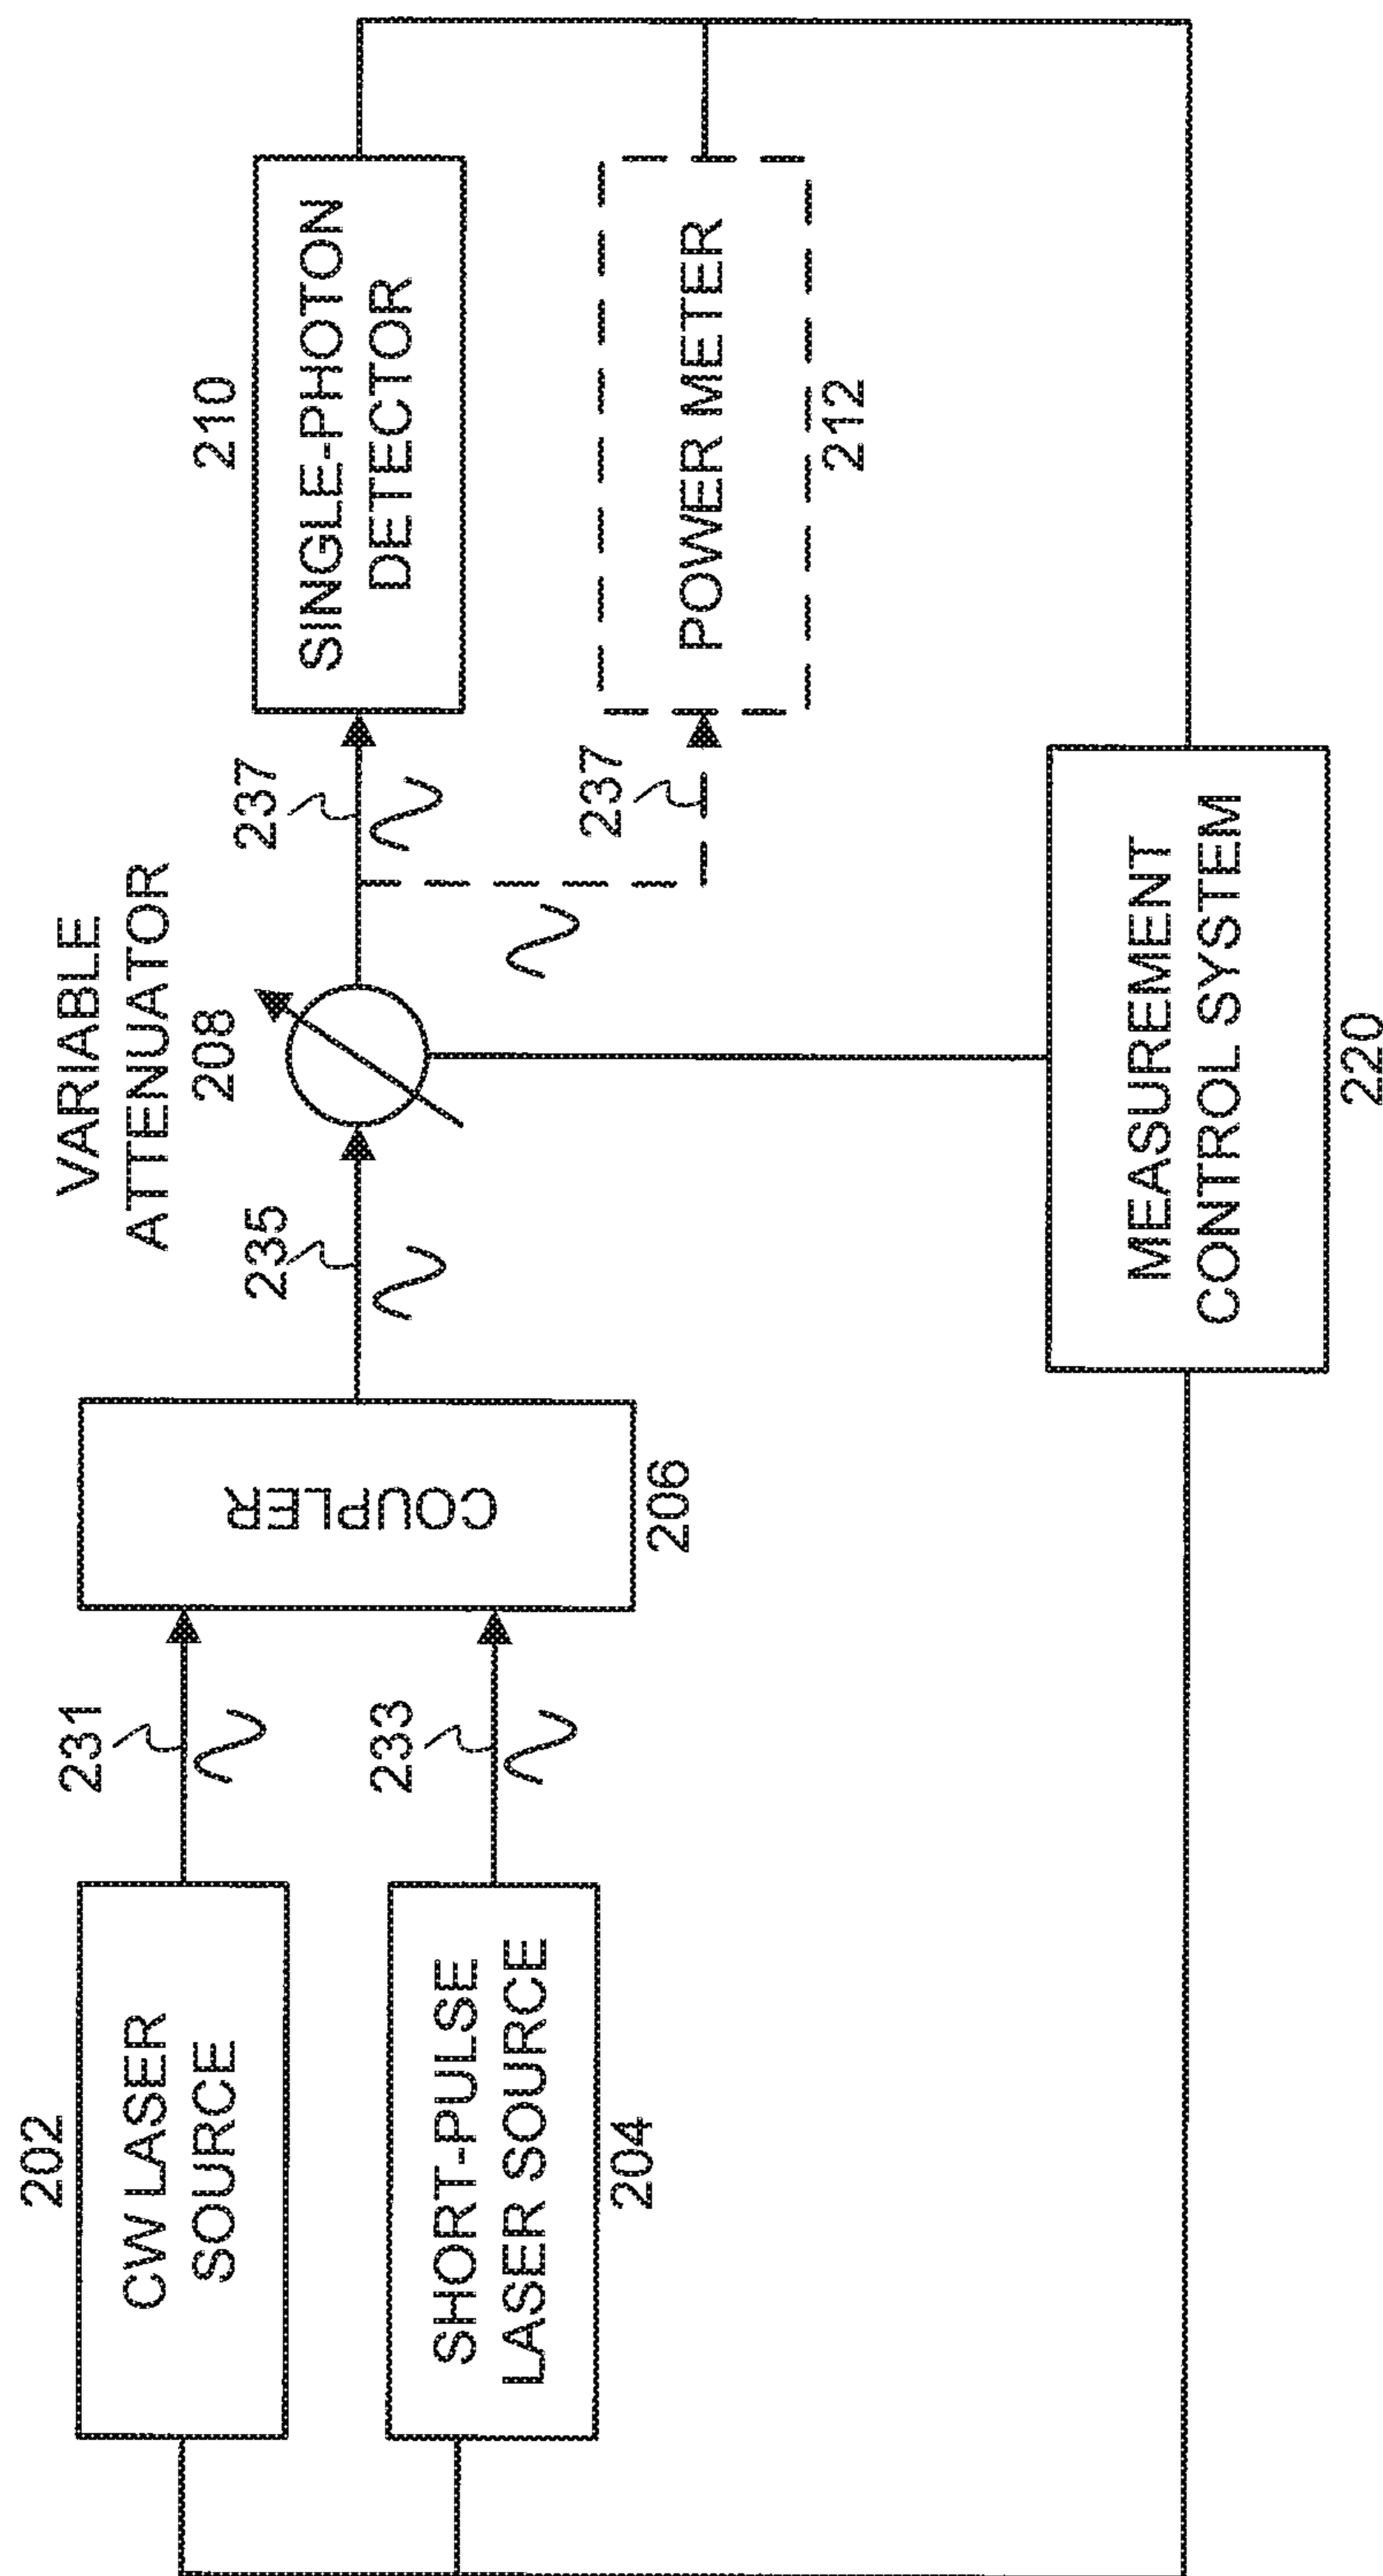 202
CW LASER
SOURCE
231
SHORT-PULSE
LASER SOURCE
204
233
COUPLER
206
235
VARIABLE
ATTENUATOR
208
237
210
SINGLE-PHOTON
DETECTOR
237
POWER METER
212
MEASUREMENT
CONTROL SYSTEM
220